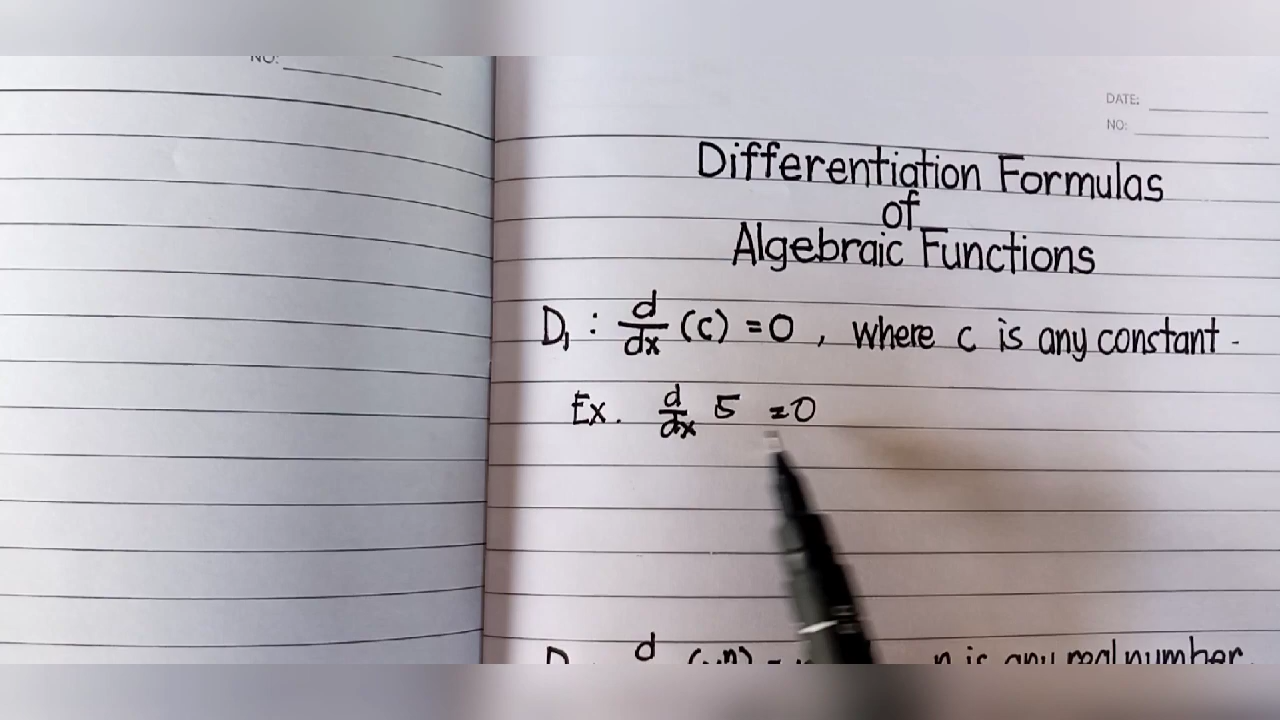 NO:
DATE:
NO:
Differentiation Formulas
of
Algebraic Functions
D₁ : d/dx (c) = 0 , where c is any constant.
Ex. d/dx 5 = 0
D d (xⁿ) = n is any real number.